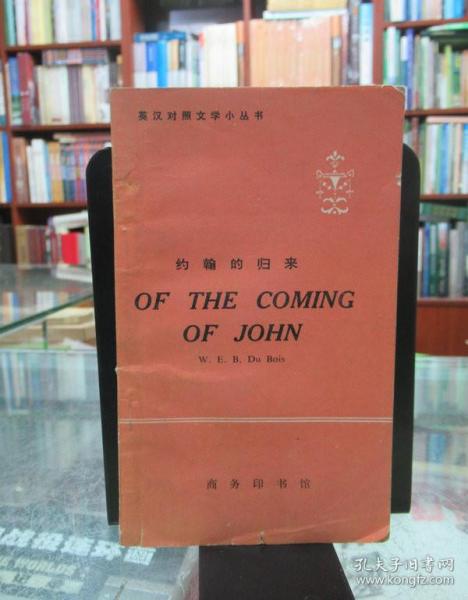 英汉对照文学小丛书
约翰的归来
OF THE COMING
OF JOHN
W. E. B. Du Bois
商务印书馆
孔夫子旧书网
www.kongfz.com